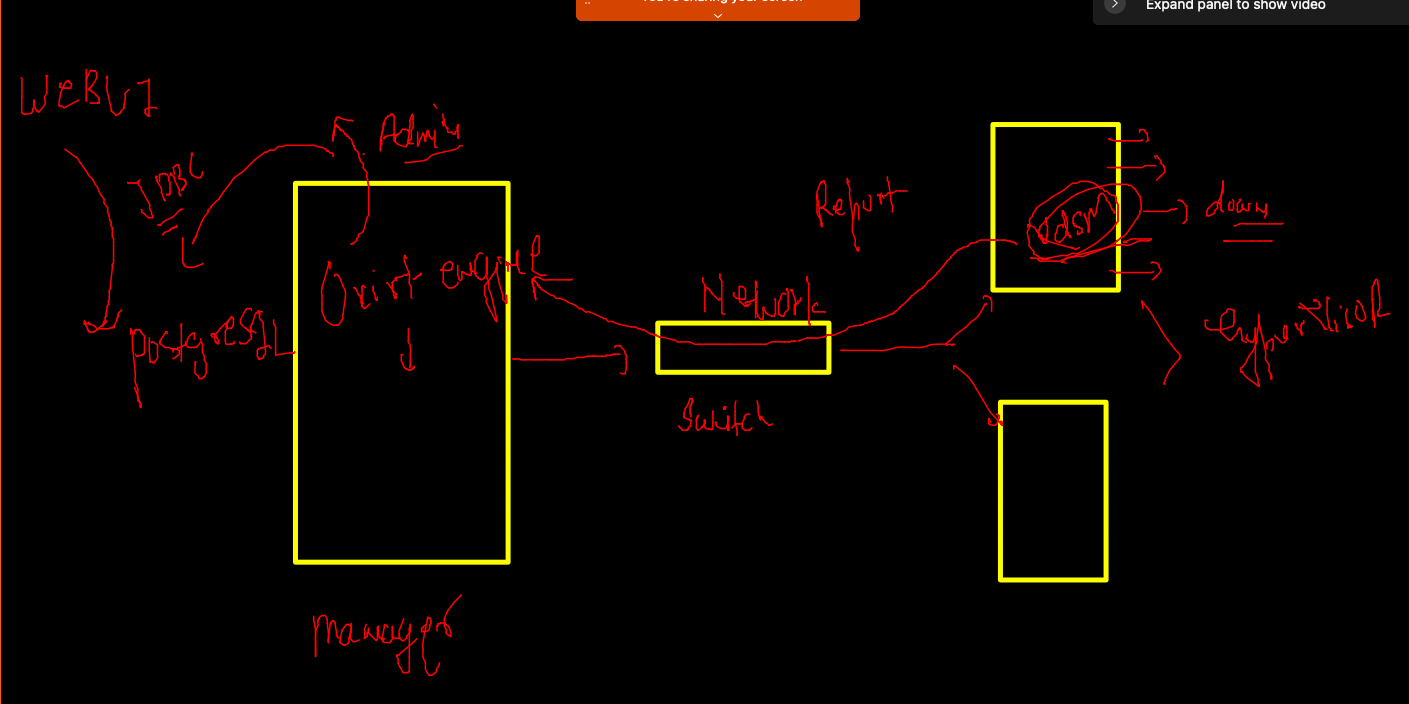 You're sharing your screen
Expand panel to show video
WEBUI
Admin
JDBC
Report
vdsm
down
Ovirt-engine
Network
PostgreSQL
Switch
Manager